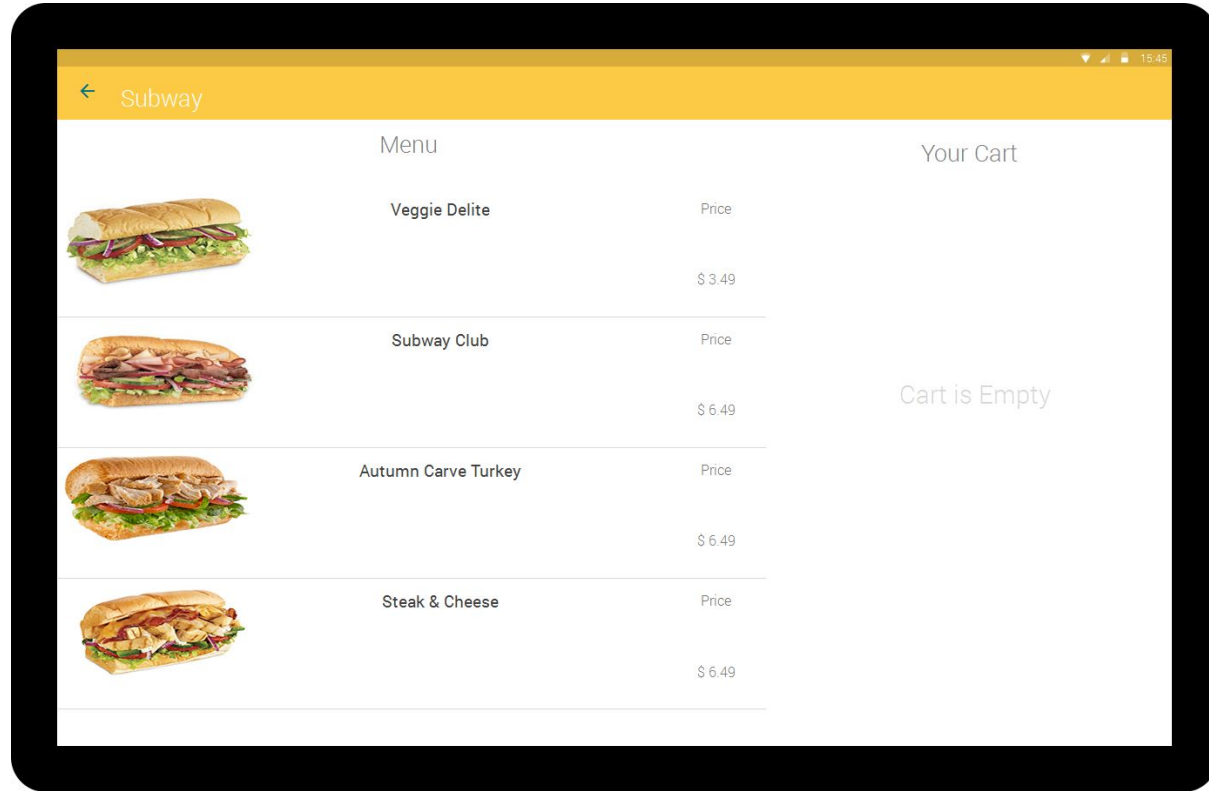 15:45
Subway
Menu
Your Cart
Veggie Delite
Price
$ 3.49
Subway Club
Price
$ 6.49
Cart is Empty
Autumn Carve Turkey
Price
$ 6.49
Steak & Cheese
Price
$ 6.49